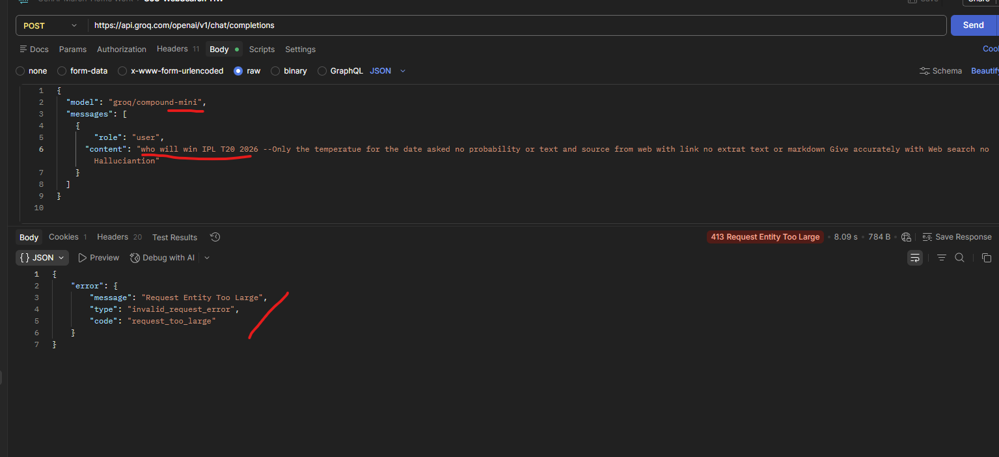 POST
https://api.groq.com/openai/v1/chat/completions
Send
Docs Params Authorization Headers 11 Body Scripts Settings
none form-data x-www-form-urlencoded raw binary GraphQL JSON
Schema
1 {
2 "model": "groq/compound-mini",
3 "messages": [
4 {
5 "role": "user",
6 "content": "who will win IPL T20 2026 --Only the temperatue for the date asked no probability or text and source from web with link no extrat text or markdown Give accurately with Web search no
Halluciantion"
7 }
8 ]
9 }
10
Body Cookies 1 Headers 20 Test Results
413 Request Entity Too Large 8.09 s 784 B e.g. Save Response
{} JSON Preview Debug with AI
1 {
2 "error": {
3 "message": "Request Entity Too Large",
4 "type": "invalid_request_error",
5 "code": "request_too_large"
6 }
7 }